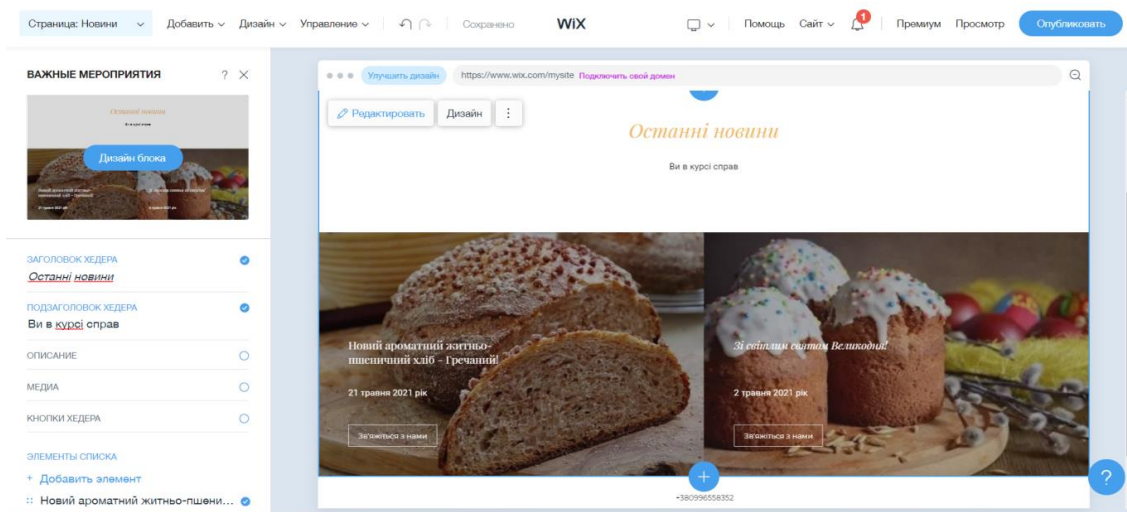 Страница: Новини
Добавить
Дизайн
Управление
Сохранено
WiX
Помощь
Сайт
1
Премиум
Просмотр
Опубликовать
ВАЖНЫЕ МЕРОПРИЯТИЯ
?
Останні новини
Дизайн блока
ЗАГОЛОВОК ХЕДЕРА
Останні новини
ПОДЗАГОЛОВОК ХЕДЕРА
Ви в курсі справ
ОПИСАНИЕ
МЕДИА
КНОПКИ ХЕДЕРА
ЭЛЕМЕНТЫ СПИСКА
+ Добавить элемент
Новий ароматний житньо-пшени...
Улучшить дизайн
https://www.wix.com/mysite Подключить свой домен
Редактировать
Дизайн
Останні новини
Ви в курсі справ
Новий ароматний житньо-
пшеничний хліб – Гречаний!
21 травня 2021 рік
Зв'яжіться з нами
Зі світлим святом Великодня!
2 травня 2021 рік
Зв'яжіться з нами
+380996558352
?